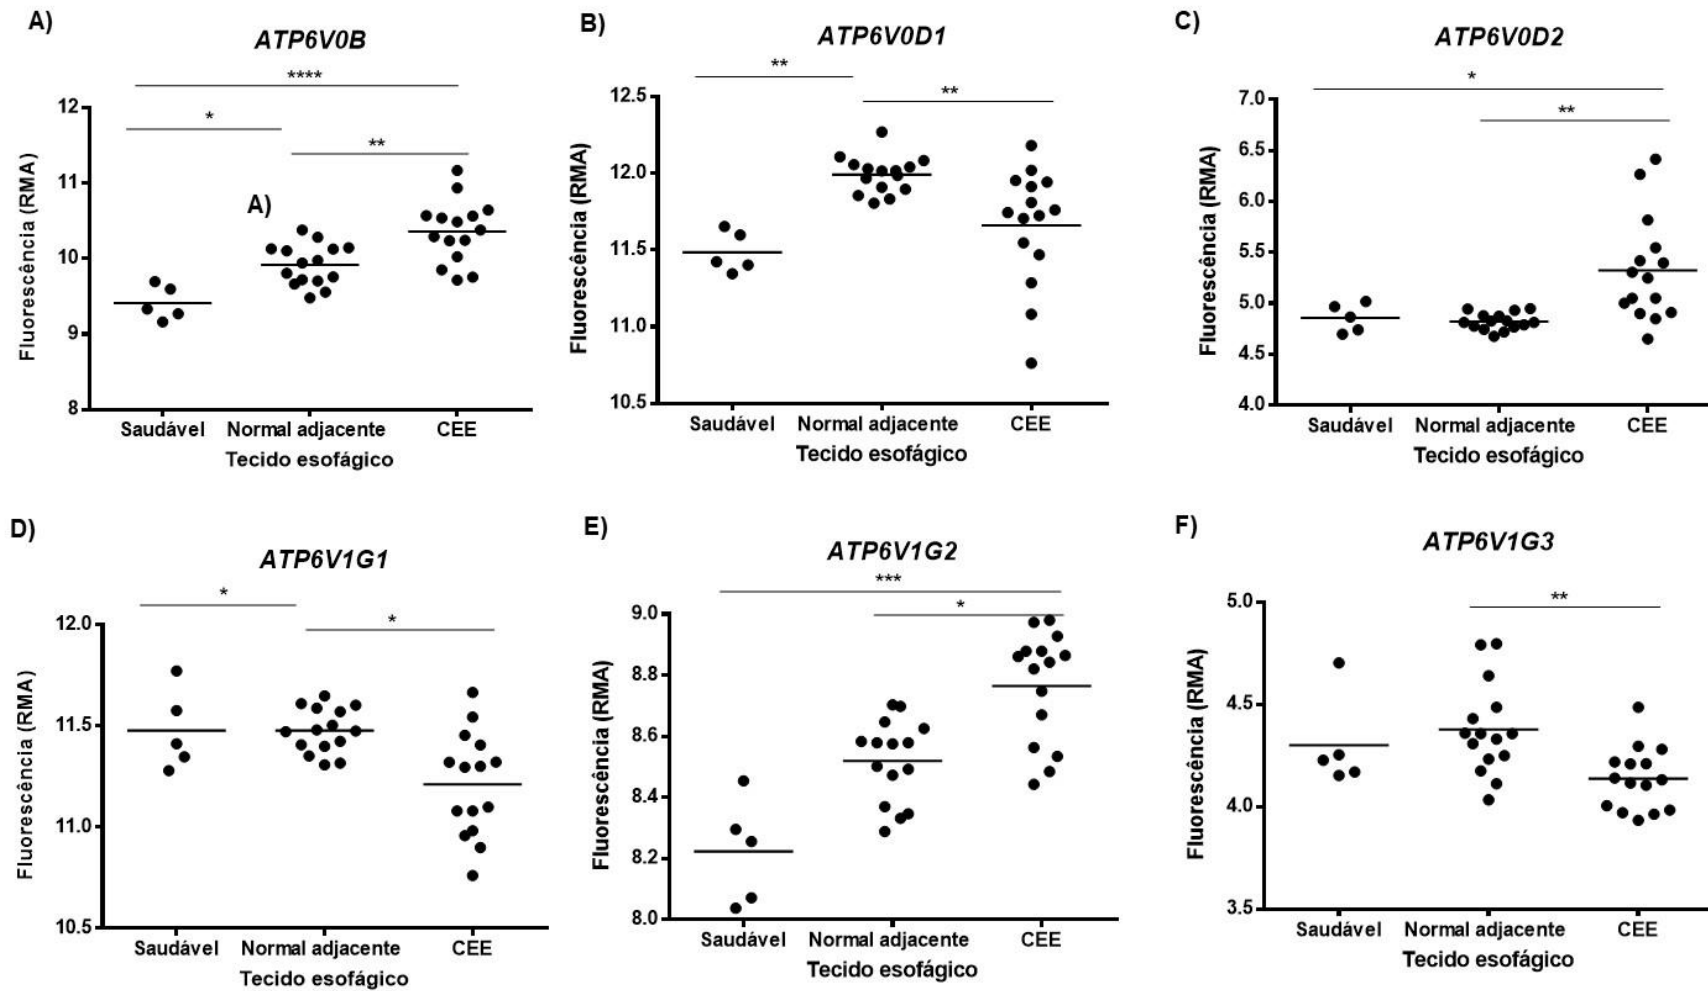 A)
ATP6V0B
****
*
**
Fluorescência (RMA)
12
11
10
9
8
A)
Saudável Normal adjacente CEE
Tecido esofágico
B)
ATP6V0D1
**
**
Fluorescência (RMA)
12.5
12.0
11.5
11.0
10.5
Saudável Normal adjacente CEE
Tecido esofágico
C)
ATP6V0D2
*
**
Fluorescência (RMA)
7.0
6.5
6.0
5.5
5.0
4.5
4.0
Saudável Normal adjacente CEE
Tecido esofágico
D)
ATP6V1G1
*
*
Fluorescência (RMA)
12.0
11.5
11.0
10.5
Saudável Normal adjacente CEE
Tecido esofágico
E)
ATP6V1G2
***
*
Fluorescência (RMA)
9.0
8.8
8.6
8.4
8.2
8.0
Saudável Normal adjacente CEE
Tecido esofágico
F)
ATP6V1G3
**
Fluorescência (RMA)
5.0
4.5
4.0
3.5
Saudável Normal adjacente CEE
Tecido esofágico